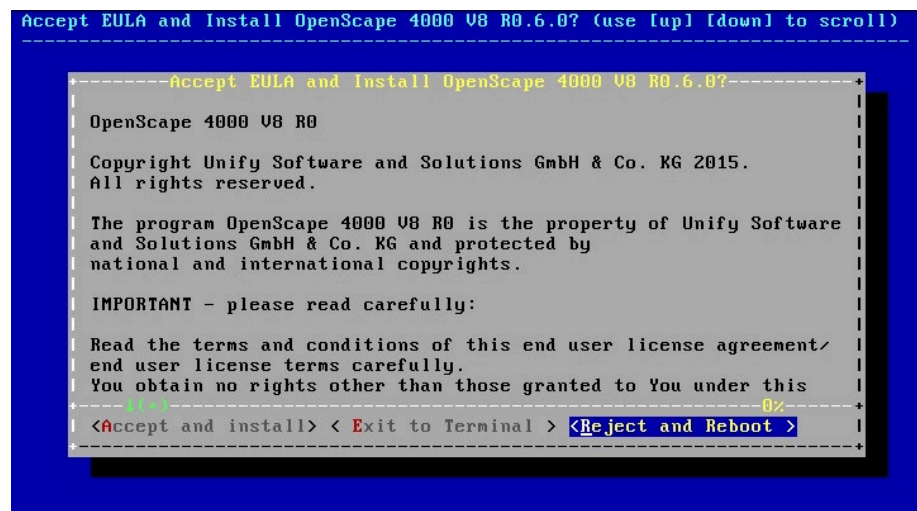 Accept EULA and Install OpenScape 4000 V8 R0.6.0? (use [up] [down] to scroll)
Accept EULA and Install OpenScape 4000 V8 R0.6.0?
OpenScape 4000 V8 R0
Copyright Unify Software and Solutions GmbH & Co. KG 2015.
All rights reserved.
The program OpenScape 4000 V8 R0 is the property of Unify Software
and Solutions GmbH & Co. KG and protected by
national and international copyrights.
IMPORTANT - please read carefully:
Read the terms and conditions of this end user license agreement/
end user license terms carefully.
You obtain no rights other than those granted to You under this
↓(+) 0%
<Accept and install> < Exit to Terminal > <Reject and Reboot >